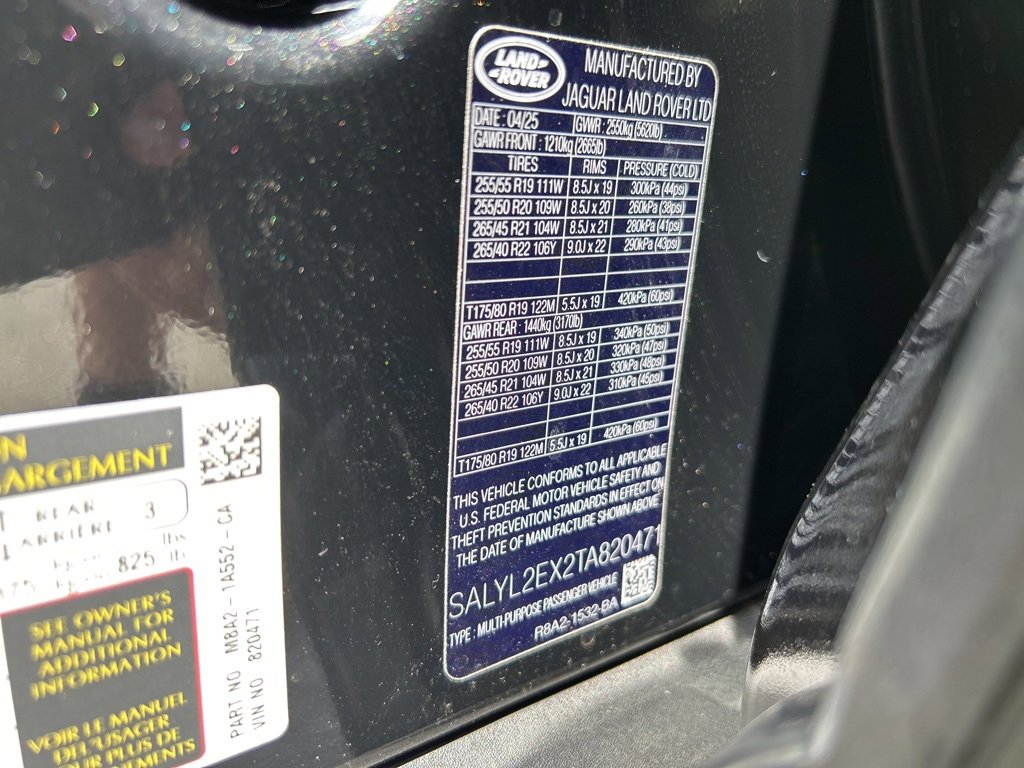 LAND ROVER
MANUFACTURED BY
JAGUAR LAND ROVER LTD
DATE: 04/25 GVWR: 2550kg (5620lb)
GAWR FRONT: 1210kg (2665lb)
TIRES RIMS PRESSURE (COLD)
255/55 R19 111W 8.5J x 19 300kPa (44psi)
255/50 R20 109W 8.5J x 20 260kPa (38psi)
265/45 R21 104W 8.5J x 21 280kPa (41psi)
265/40 R22 106Y 9.0J x 22 290kPa (43psi)
T175/80 R19 122M 5.5J x 19 420kPa (60psi)
GAWR REAR: 1440kg (3170lb)
255/55 R19 111W 8.5J x 19 340kPa (50psi)
255/50 R20 109W 8.5J x 20 320kPa (47psi)
265/45 R21 104W 8.5J x 21 330kPa (48psi)
265/40 R22 106Y 9.0J x 22 310kPa (45psi)
T175/80 R19 122M 5.5J x 19 420kPa (60psi)
THIS VEHICLE CONFORMS TO ALL APPLICABLE
U.S. FEDERAL MOTOR VEHICLE SAFETY AND
THEFT PREVENTION STANDARDS IN EFFECT ON
THE DATE OF MANUFACTURE SHOWN ABOVE
SALYL2EX2TA820471
TYPE: MULTI-PURPOSE PASSENGER VEHICLE
R8A2-1532-BA
ON
ARGEMENT
REAR
ARRIÈRE 3
825 lbs
lb
SEE OWNER'S
MANUAL FOR
ADDITIONAL
INFORMATION
VOIR LE MANUEL
DE L'USAGER
POUR PLUS DE
PART NO M8A2-1A552-CA
VIN NO 820471